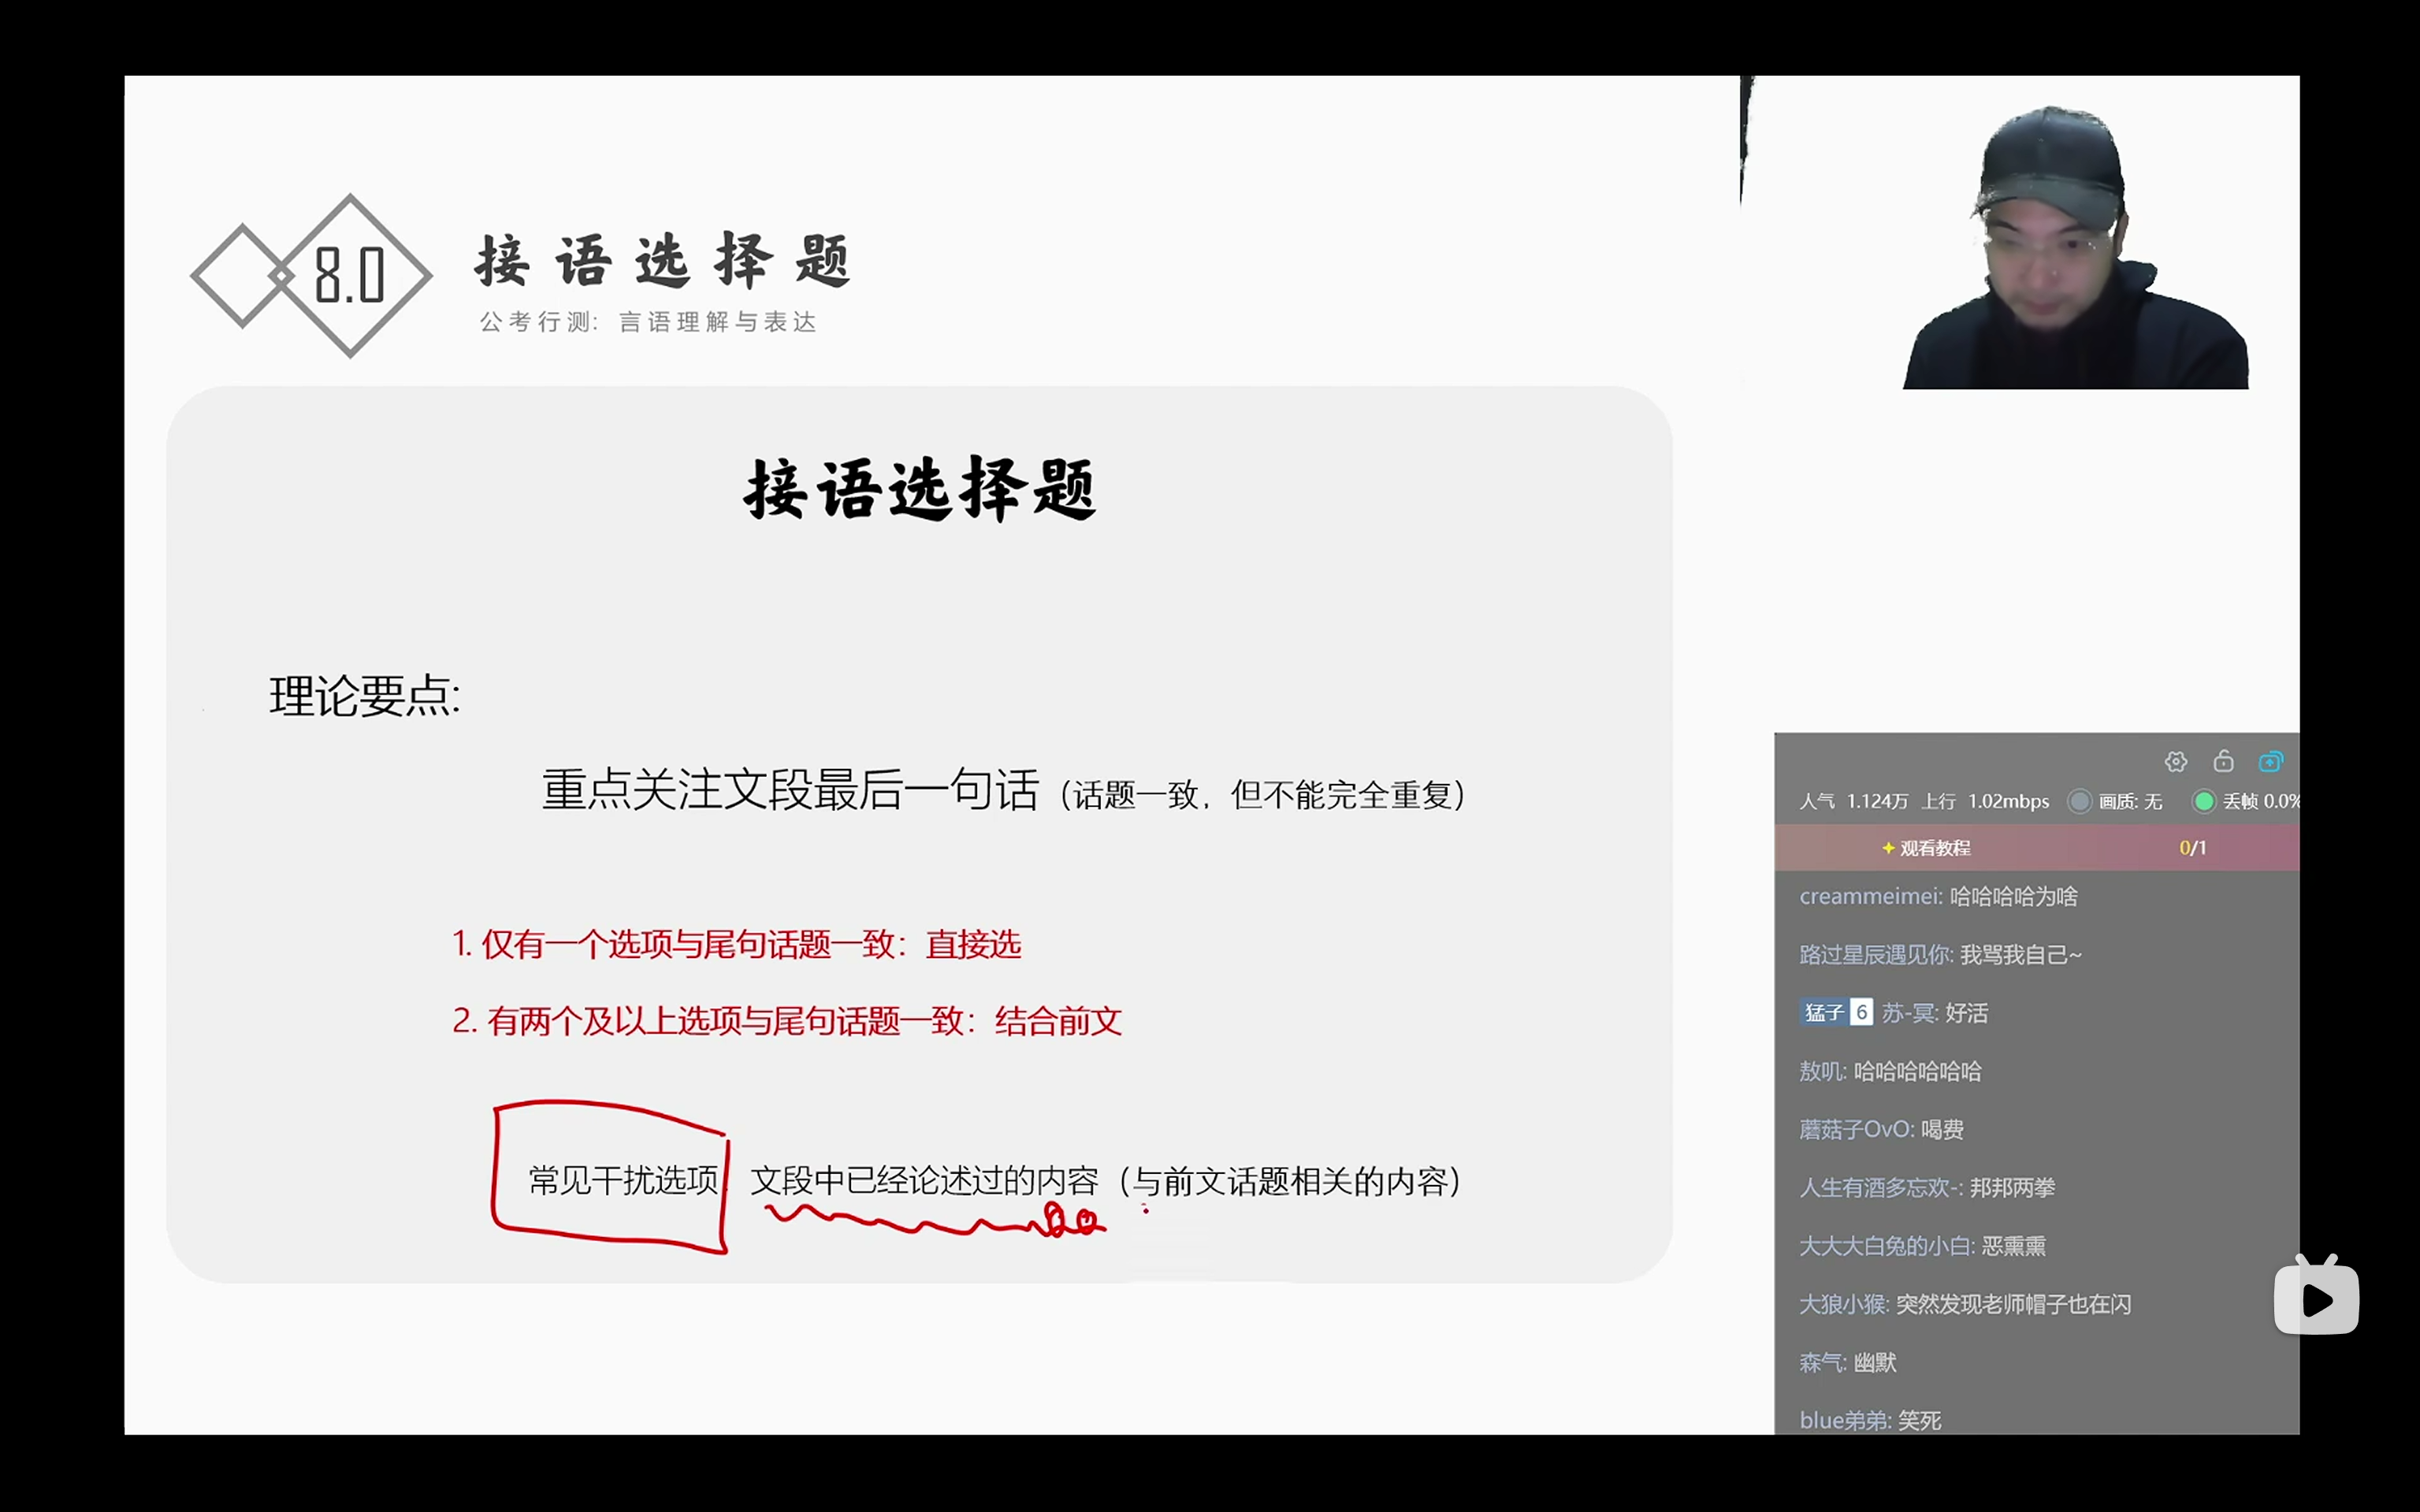 8.0
接语选择题
公考行测: 言语理解与表达
接语选择题
理论要点:
重点关注文段最后一句话（话题一致，但不能完全重复）
1. 仅有一个选项与尾句话题一致：直接选
2. 有两个及以上选项与尾句话题一致：结合前文
常见干扰选项 文段中已经论述过的内容（与前文话题相关的内容）
人气 1.124万 上行 1.02mbps 画质: 无 丢帧 0.0%
观看教程 0/1
creammeimei: 哈哈哈哈为啥
路过星辰遇见你: 我骂我自己~
猛子 6 苏-冥: 好活
敖叽: 哈哈哈哈哈哈
蘑菇子OvO: 喝费
人生有酒多忘欢-: 邦邦两拳
大大大白兔的小白: 恶熏熏
大狼小猴: 突然发现老师帽子也在闪
森气: 幽默
blue弟弟: 笑死